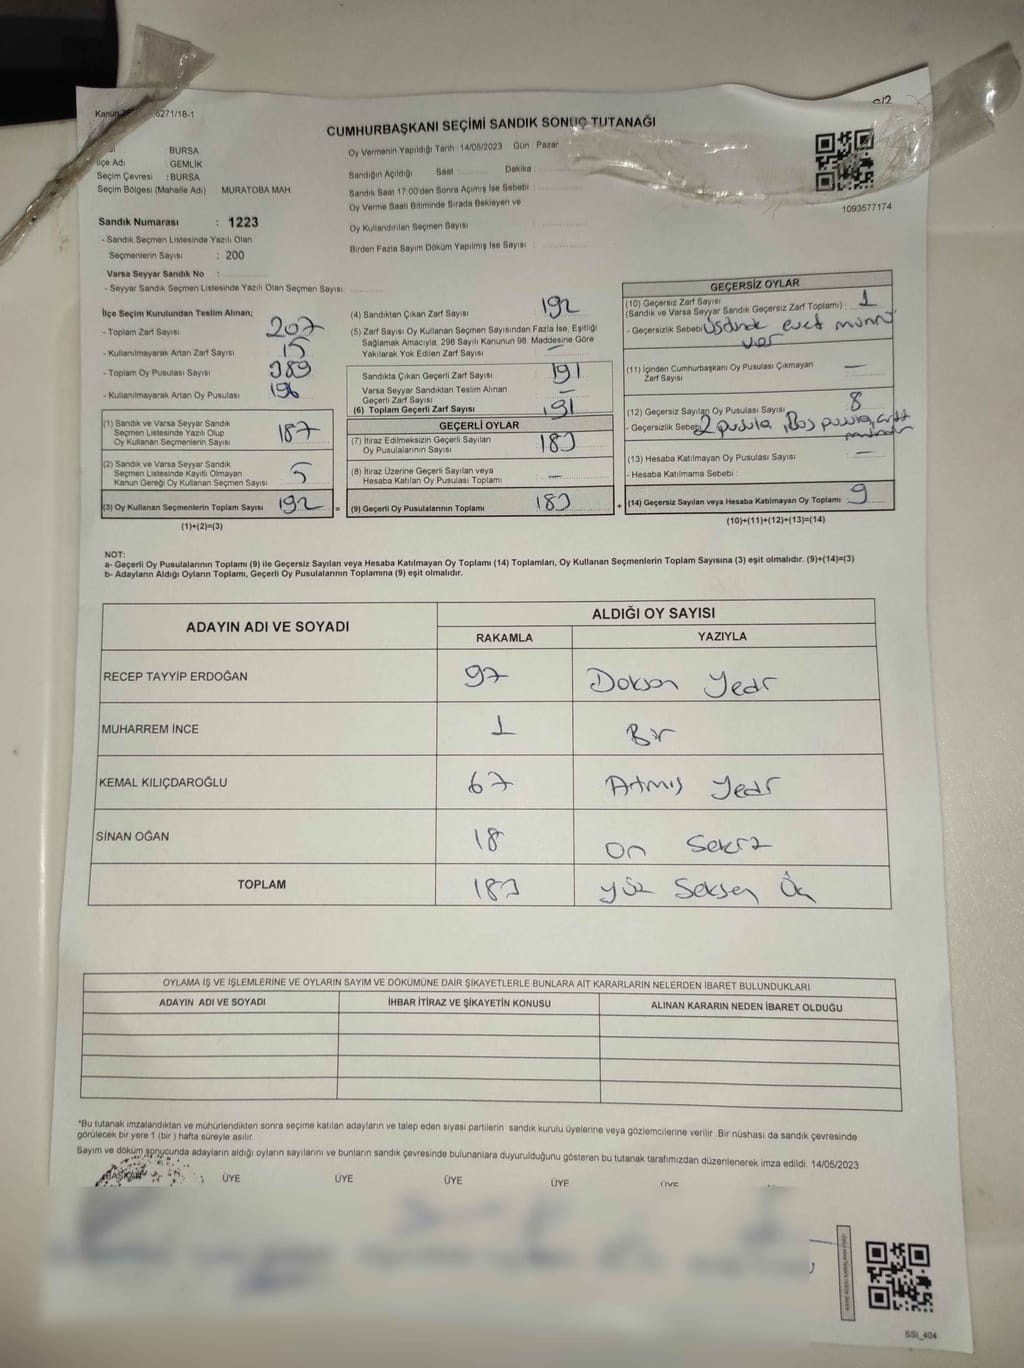 6271/18-1
CUMHURBAŞKANI SEÇİMİ SANDIK SONUÇ TUTANAĞI
BURSA
İlçe Adı GEMLİK
Seçim Çevresi : BURSA
Seçim Bölgesi (Mahalle Adı) : MURATOBA MAH.
Sandık Numarası : 1223
- Sandık Seçmen Listesinde Yazılı Olan
Seçmenlerin Sayısı : 200
Varsa Seyyar Sandık No :
- Seyyar Sandık Seçmen Listesinde Yazılı Olan Seçmen Sayısı:
Oy Vermenin Yapıldığı Tarih : 14/05/2023 Gün Pazar
Sandığın Açıldığı Saat Dakika
Sandık Saat 17.00'den Sonra Açılmış İse Sebebi
Oy Verme Saati Bitiminde Sırada Bekleyen ve
Oy Kullandırılan Seçmen Sayısı
Birden Fazla Sayım Döküm Yapılmış İse Sayısı :
1093577174
İlçe Seçim Kurulundan Teslim Alınan;
- Toplam Zarf Sayısı 207
- Kullanılmayarak Artan Zarf Sayısı 15
- Toplam Oy Pusulası Sayısı 389
- Kullanılmayarak Artan Oy Pusulası 196
(1) Sandık ve Varsa Seyyar Sandık
Seçmen Listesinde Yazılı Olup
Oy Kullanan Seçmenlerin Sayısı 187
(2) Sandık ve Varsa Seyyar Sandık
Seçmen Listesinde Kayıtlı Olmayan
Kanun Gereği Oy Kullanan Seçmen Sayısı 5
(3) Oy Kullanan Seçmenlerin Toplam Sayısı 192 =
(1)+(2)=(3)
(4) Sandıktan Çıkan Zarf Sayısı 192
(5) Zarf Sayısı Oy Kullanan Seçmen Sayısından Fazla İse, Eşitliği
Sağlamak Amacıyla; 298 Sayılı Kanunun 98. Maddesine Göre
Yakılarak Yok Edilen Zarf Sayısı –
Sandıkta Çıkan Geçerli Zarf Sayısı 191
Varsa Seyyar Sandıktan Teslim Alınan
Geçerli Zarf Sayısı –
(6) Toplam Geçerli Zarf Sayısı 191
GEÇERLİ OYLAR
(7) İtiraz Edilmeksizin Geçerli Sayılan
Oy Pusulalarının Sayısı 183
(8) İtiraz Üzerine Geçerli Sayılan veya
Hesaba Katılan Oy Pusulası Toplamı –
(9) Geçerli Oy Pusulalarının Toplamı 183 +
GEÇERSİZ OYLAR
(10) Geçersiz Zarf Sayısı
(Sandık ve Varsa Seyyar Sandık Geçersiz Zarf Toplamı) : 1
- Geçersizlik Sebebi evet
var
(11) İçinden Cumhurbaşkanı Oy Pusulası Çıkmayan
Zarf Sayısı –
(12) Geçersiz Sayılan Oy Pusulası Sayısı 8
- Geçersizlik Sebebi 2 pusula, Boş pusula,
(13) Hesaba Katılmayan Oy Pusulası Sayısı –
- Hesaba Katılmama Sebebi :
(14) Geçersiz Sayılan veya Hesaba Katılmayan Oy Toplamı 9
(10)+(11)+(12)+(13)=(14)
NOT:
a- Geçerli Oy Pusulalarının Toplamı (9) ile Geçersiz Sayılan veya Hesaba Katılmayan Oy Toplamı (14) Toplamları, Oy Kullanan Seçmenlerin Toplam Sayısına (3) eşit olmalıdır. (9)+(14)=(3)
b- Adayların Aldığı Oyların Toplamı, Geçerli Oy Pusulalarının Toplamına (9) eşit olmalıdır.
ADAYIN ADI VE SOYADI ALDIĞI OY SAYISI
RAKAMLA YAZIYLA
RECEP TAYYİP ERDOĞAN 97 Doksan Yedi
MUHARREM İNCE 1 Bir
KEMAL KILIÇDAROĞLU 67 Atmış Yedi
SİNAN OĞAN 18 On Sekiz
TOPLAM 183 Yüz Seksen Üç
OYLAMA İŞ VE İŞLEMLERİNE VE OYLARIN SAYIM VE DÖKÜMÜNE DAİR ŞİKAYETLERLE BUNLARA AİT KARARLARIN NELERDEN İBARET BULUNDUKLARI
ADAYIN ADI VE SOYADI İHBAR İTİRAZ VE ŞİKAYETİN KONUSU ALINAN KARARIN NEDEN İBARET OLDUĞU
*Bu tutanak imzalandıktan ve mühürlendikten sonra seçime katılan adayların ve talep eden siyasi partilerin sandık kurulu üyelerine veya gözlemcilerine verilir. Bir nüshası da sandık çevresinde
görülecek bir yere 1 (bir) hafta süreyle asılır.
Sayım ve döküm sonucunda adayların aldığı oyların sayılarını ve bunların sandık çevresinde bulunanlara duyurulduğunu gösteren bu tutanak tarafımızdan düzenlenerek imza edildi. 14/05/2023
BAŞKAN ÜYE ÜYE ÜYE ÜYE ÜYE
SSI_404